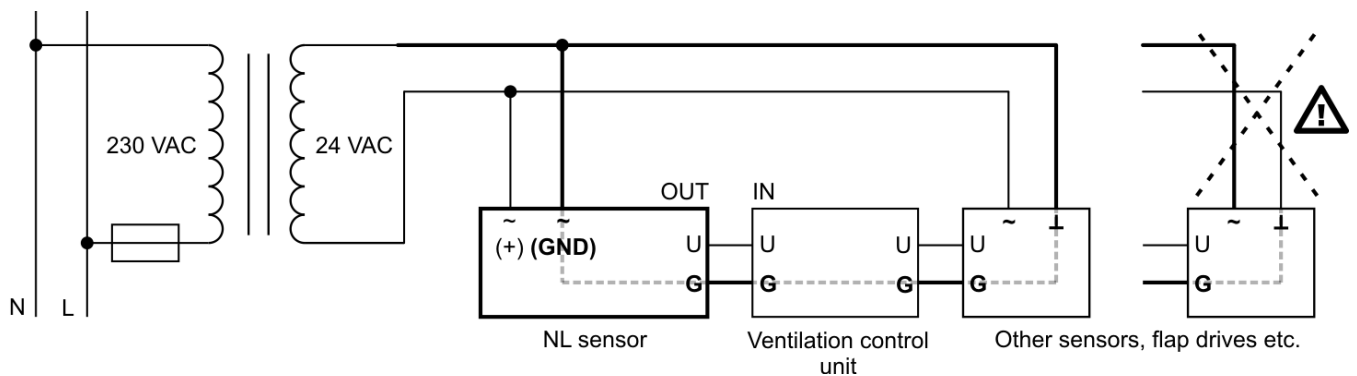 230 VAC
24 VAC
OUT IN
~ ~ ~ ⊥ ~ ⊥
(+) (GND) U U U U U
G G G G G
N L
NL sensor
Ventilation control
unit
Other sensors, flap drives etc.